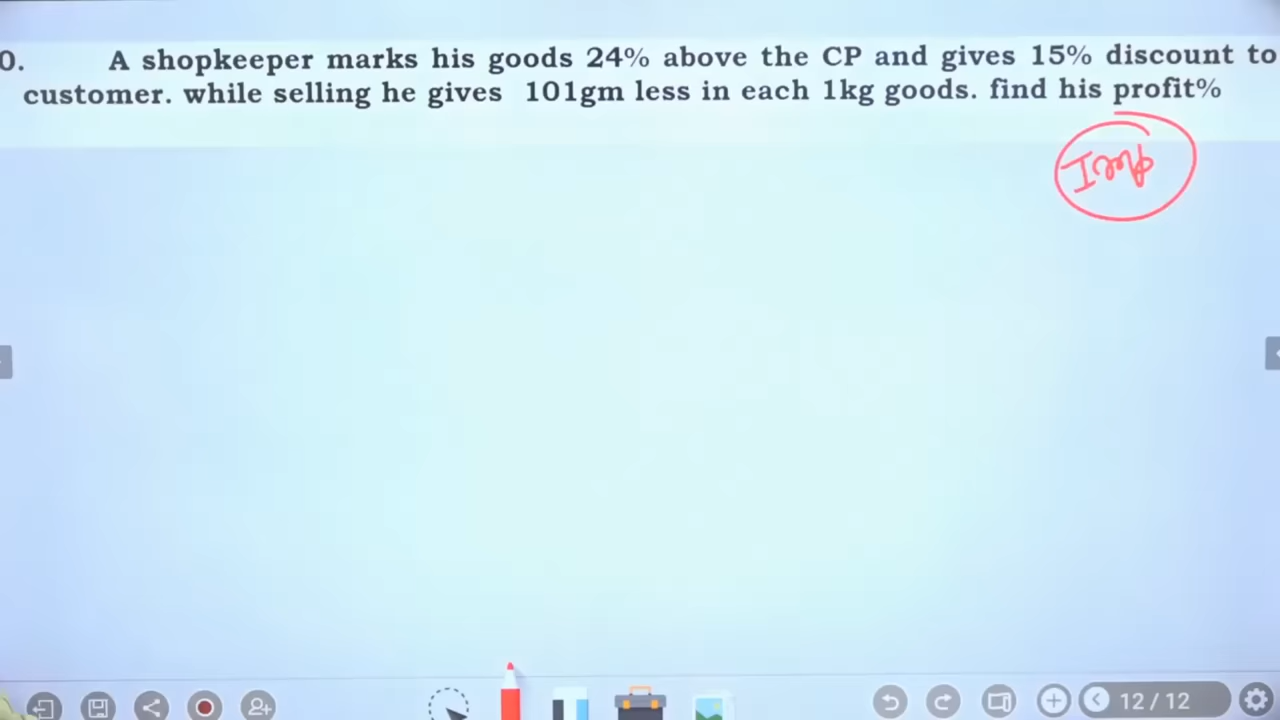 0. A shopkeeper marks his goods 24% above the CP and gives 15% discount to
customer. while selling he gives 101gm less in each 1kg goods. find his profit%
Imp
12 / 12